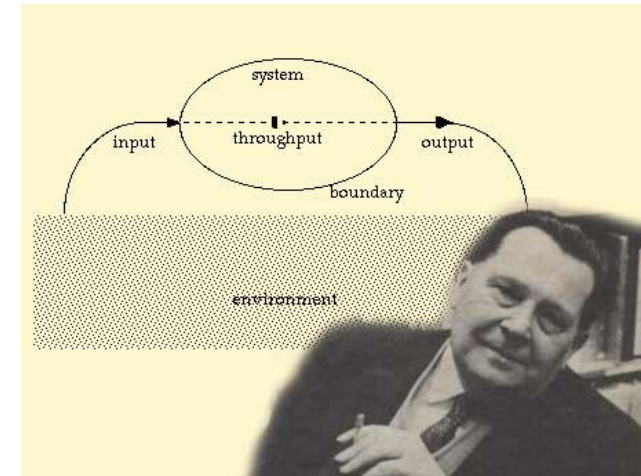 system
input
throughput
output
boundary
environment